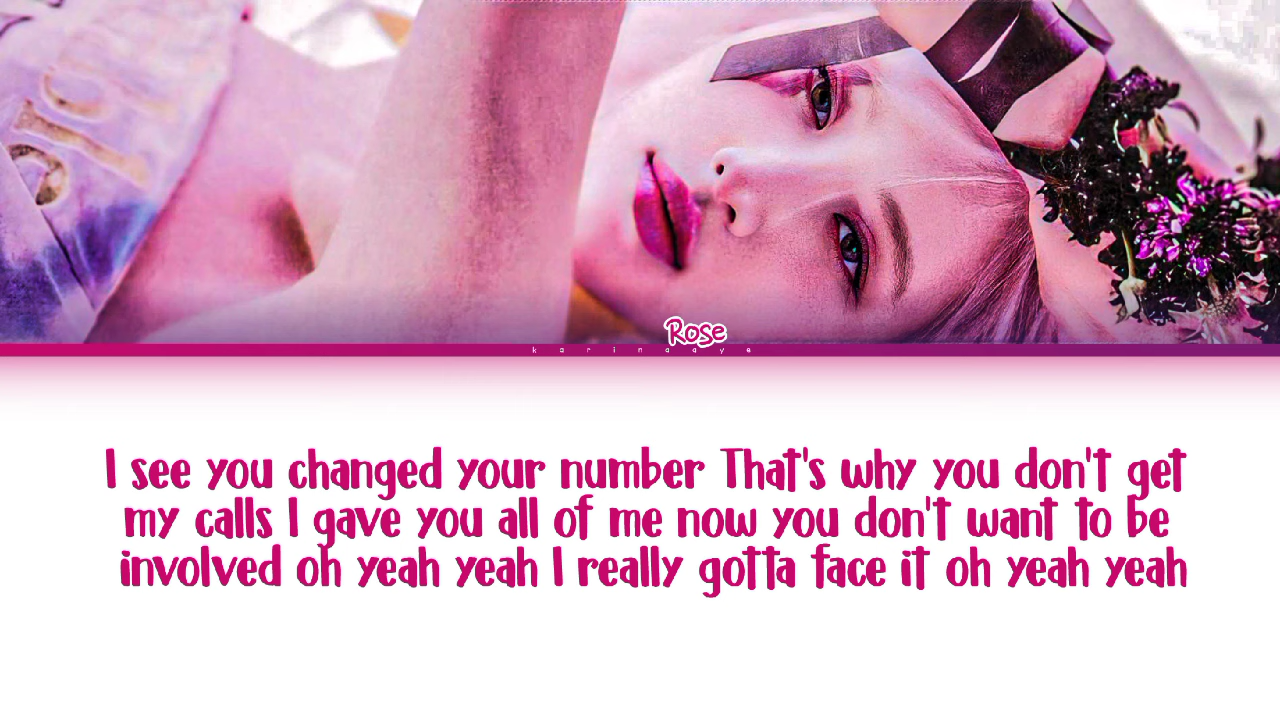 Rose
karinaaye
I see you changed your number That's why you don't get
my calls I gave you all of me now you don't want to be
involved oh yeah yeah I really gotta face it oh yeah yeah